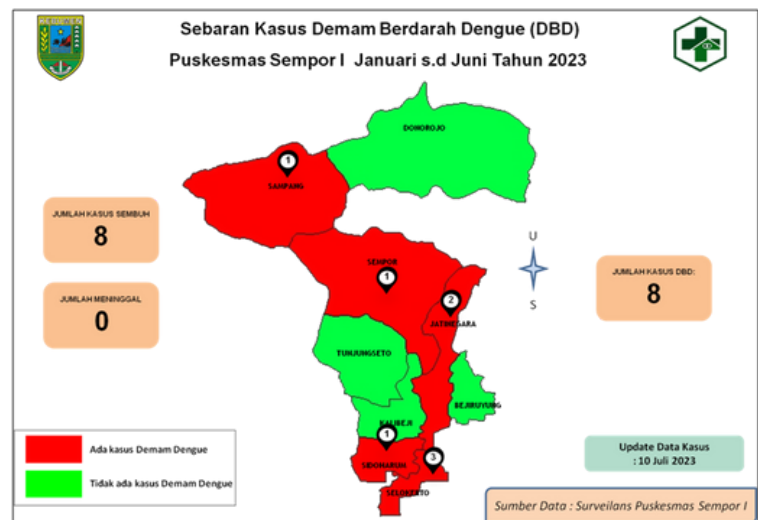 Sebaran Kasus Demam Berdarah Dengue (DBD)
Puskesmas Sempor I Januari s.d Juni Tahun 2023
DONOROJO
1
SAMPANG
JUMLAH KASUS SEMBUH
8
U
SEMPOR
1
JUMLAH KASUS DBD:
8
JUMLAH MENINGGAL
0
2
S
JATINEGARA
TUNJUNGSETO
BEJIRUYUNG
KALIBEJI
1
Ada kasus Demam Dengue
SIDOHARUM
3
Update Data Kasus
: 10 Juli 2023
Tidak ada kasus Demam Dengue
SELOKERTO
Sumber Data : Surveilans Puskesmas Sempor I